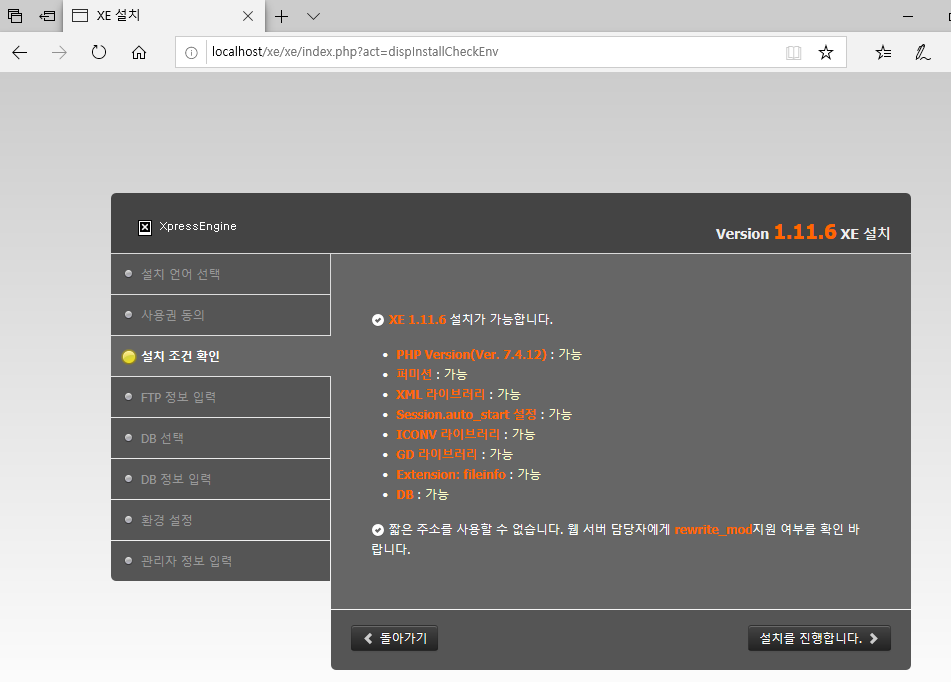 XE 설치
localhost/xe/xe/index.php?act=dispInstallCheckEnv
XpressEngine
Version 1.11.6 XE 설치
설치 언어 선택
사용권 동의
설치 조건 확인
FTP 정보 입력
DB 선택
DB 정보 입력
환경 설정
관리자 정보 입력
XE 1.11.6 설치가 가능합니다.
PHP Version(Ver. 7.4.12) : 가능
퍼미션 : 가능
XML 라이브러리 : 가능
Session.auto_start 설정 : 가능
ICONV 라이브러리 : 가능
GD 라이브러리 : 가능
Extension: fileinfo : 가능
DB : 가능
짧은 주소를 사용할 수 없습니다. 웹 서버 담당자에게 rewrite_mod지원 여부를 확인 바
랍니다.
돌아가기
설치를 진행합니다.